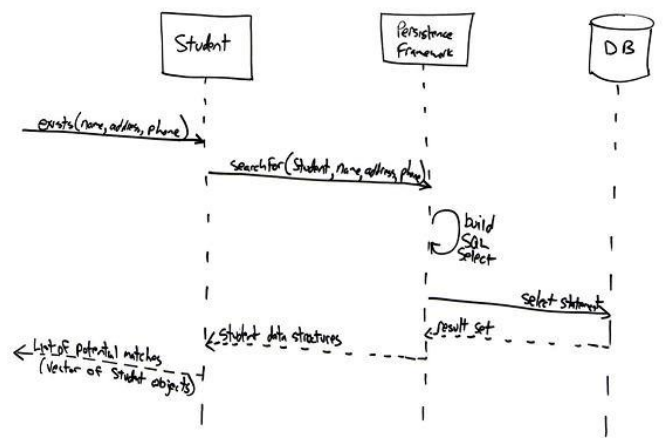 Student
Persistence
Framework
DB
exists(name, address, phone)
searchfor(Student, name, address, phone)
build
SQL
Select
select statement
result set
student data structures
List of potential matches
(vector of Student objects)